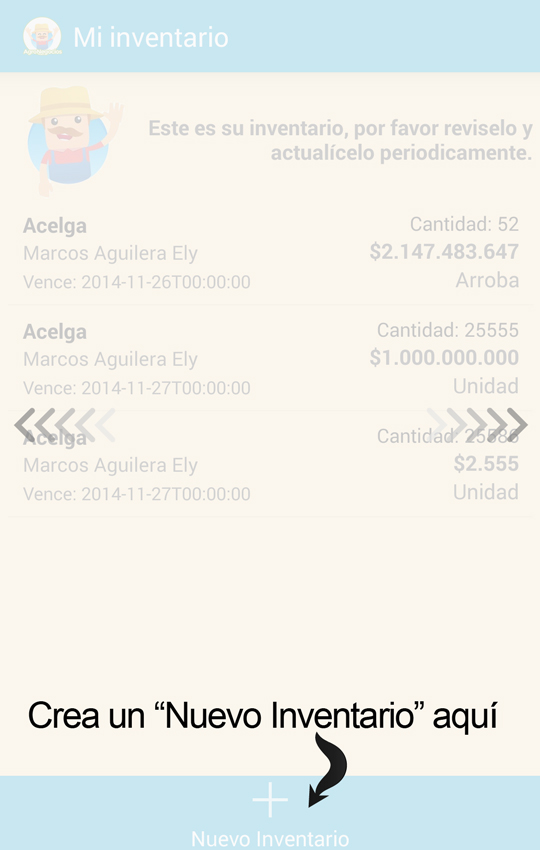 Mi inventario
Este es su inventario, por favor reviselo y
actualícelo periodicamente.
Acelga
Cantidad: 52
Marcos Aguilera Ely
$2.147.483.647
Vence: 2014-11-26T00:00:00
Arroba
Acelga
Cantidad: 25555
Marcos Aguilera Ely
$1.000.000.000
Vence: 2014-11-27T00:00:00
Unidad
Acelga
Cantidad: 25586
Marcos Aguilera Ely
$2.555
Vence: 2014-11-27T00:00:00
Unidad
Crea un “Nuevo Inventario” aquí
Nuevo Inventario